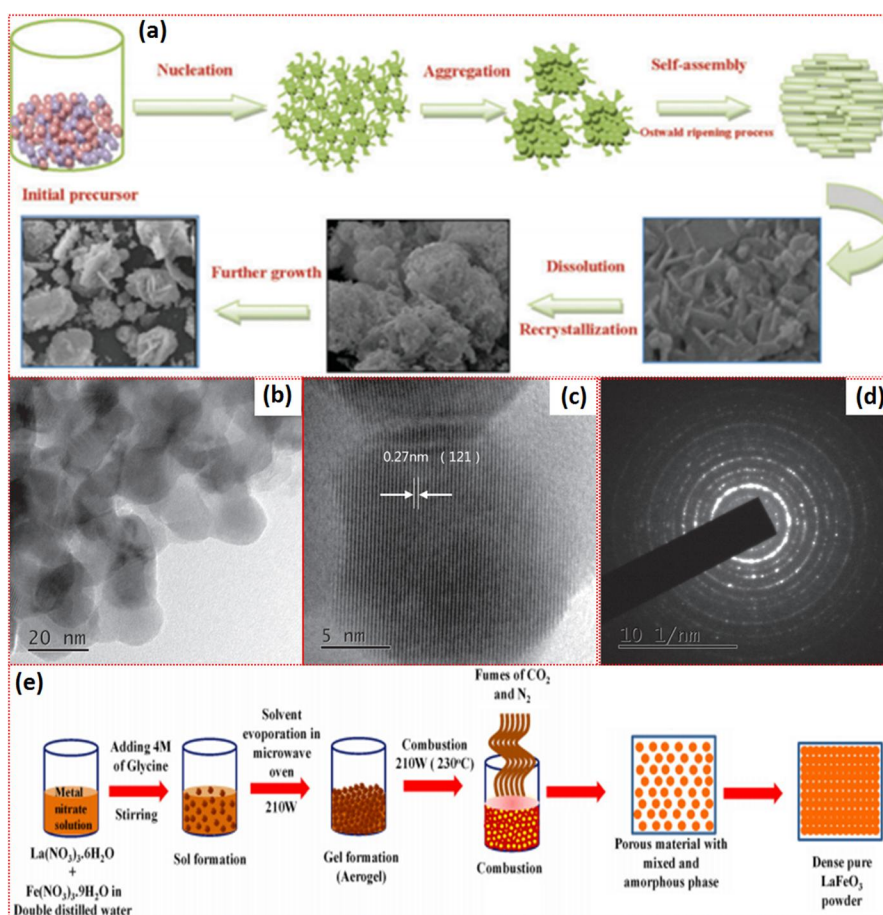 (a)
Nucleation
Aggregation
Self-assembly
Ostwald ripening process
Initial precursor
Further growth
Dissolution
Recrystallization
(b)
20 nm
(c)
0.27nm (121)
5 nm
(d)
10 1/nm
(e)
Metal
nitrate
solution
La(NO₃)₃.6H₂O
+
Fe(NO₃)₃.9H₂O in
Double distilled water
Adding 4M
of Glycine
Stirring
Sol formation
Solvent
evoporation in
microwave
oven
210W
Gel formation
(Aerogel)
Combustion
210W ( 230°C)
Fumes of CO₂
and N₂
Combustion
Porous material with
mixed and
amorphous phase
Dense pure
LaFeO₃
powder